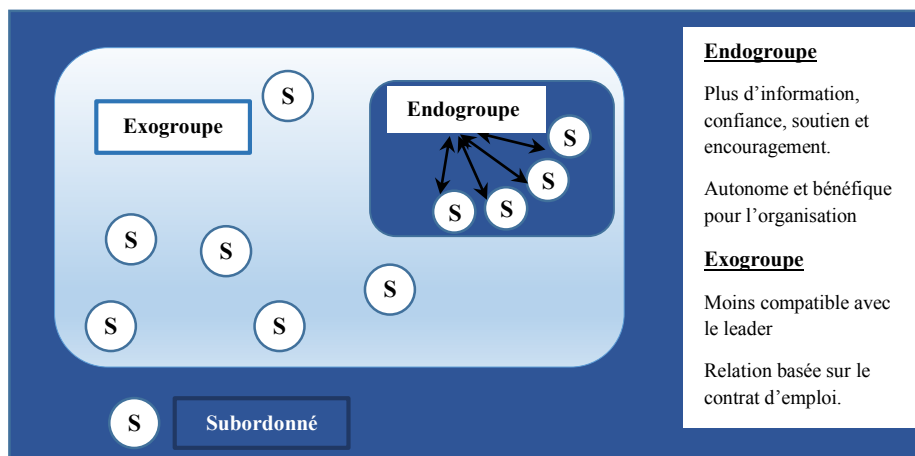 S
Exogroupe
Endogroupe
S
S
S
S
S
S
S
S
S
S
Subordonné
Endogroupe
Plus d’information,
confiance, soutien et
encouragement.
Autonome et bénéfique
pour l’organisation
Exogroupe
Moins compatible avec
le leader
Relation basée sur le
contrat d’emploi.